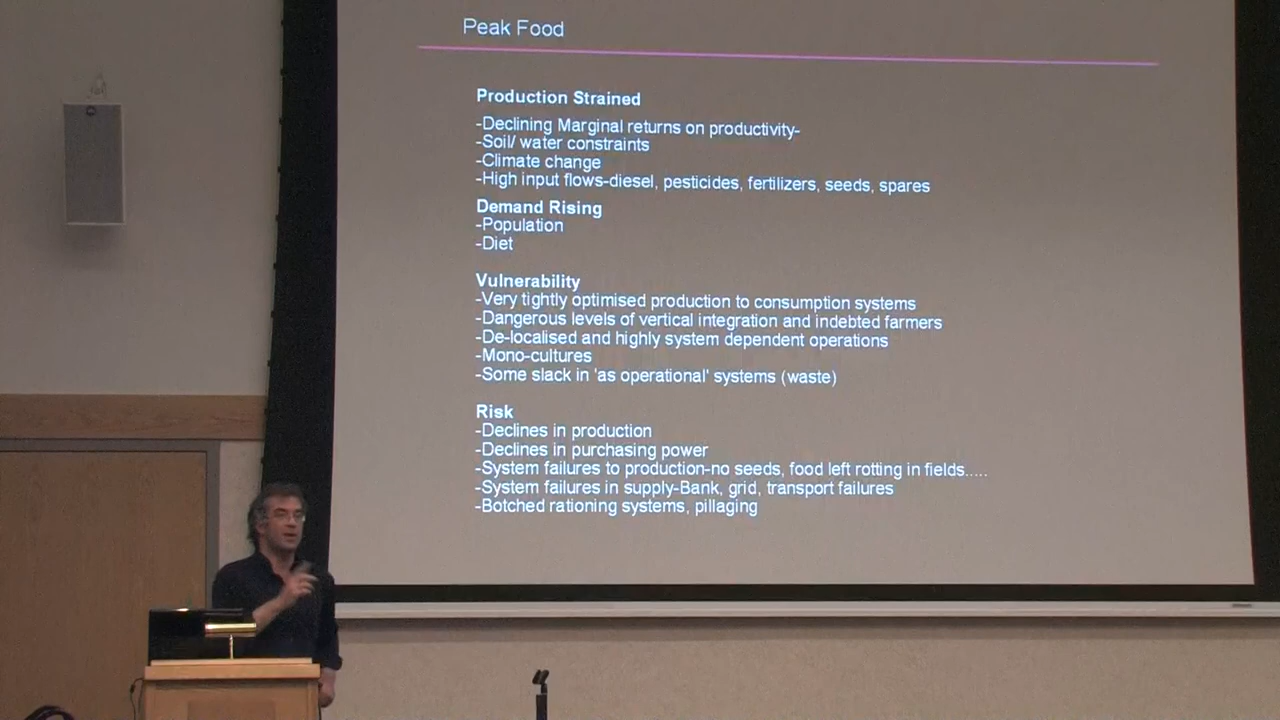 Peak Food
Production Strained
-Declining Marginal returns on productivity-
-Soil/ water constraints
-Climate change
-High input flows-diesel, pesticides, fertilizers, seeds, spares
Demand Rising
-Population
-Diet
Vulnerability
-Very tightly optimised production to consumption systems
-Dangerous levels of vertical integration and indebted farmers
-De-localised and highly system dependent operations
-Mono-cultures
-Some slack in 'as operational' systems (waste)
Risk
-Declines in production
-Declines in purchasing power
-System failures to production-no seeds, food left rotting in fields.....
-System failures in supply-Bank, grid, transport failures
-Botched rationing systems, pillaging